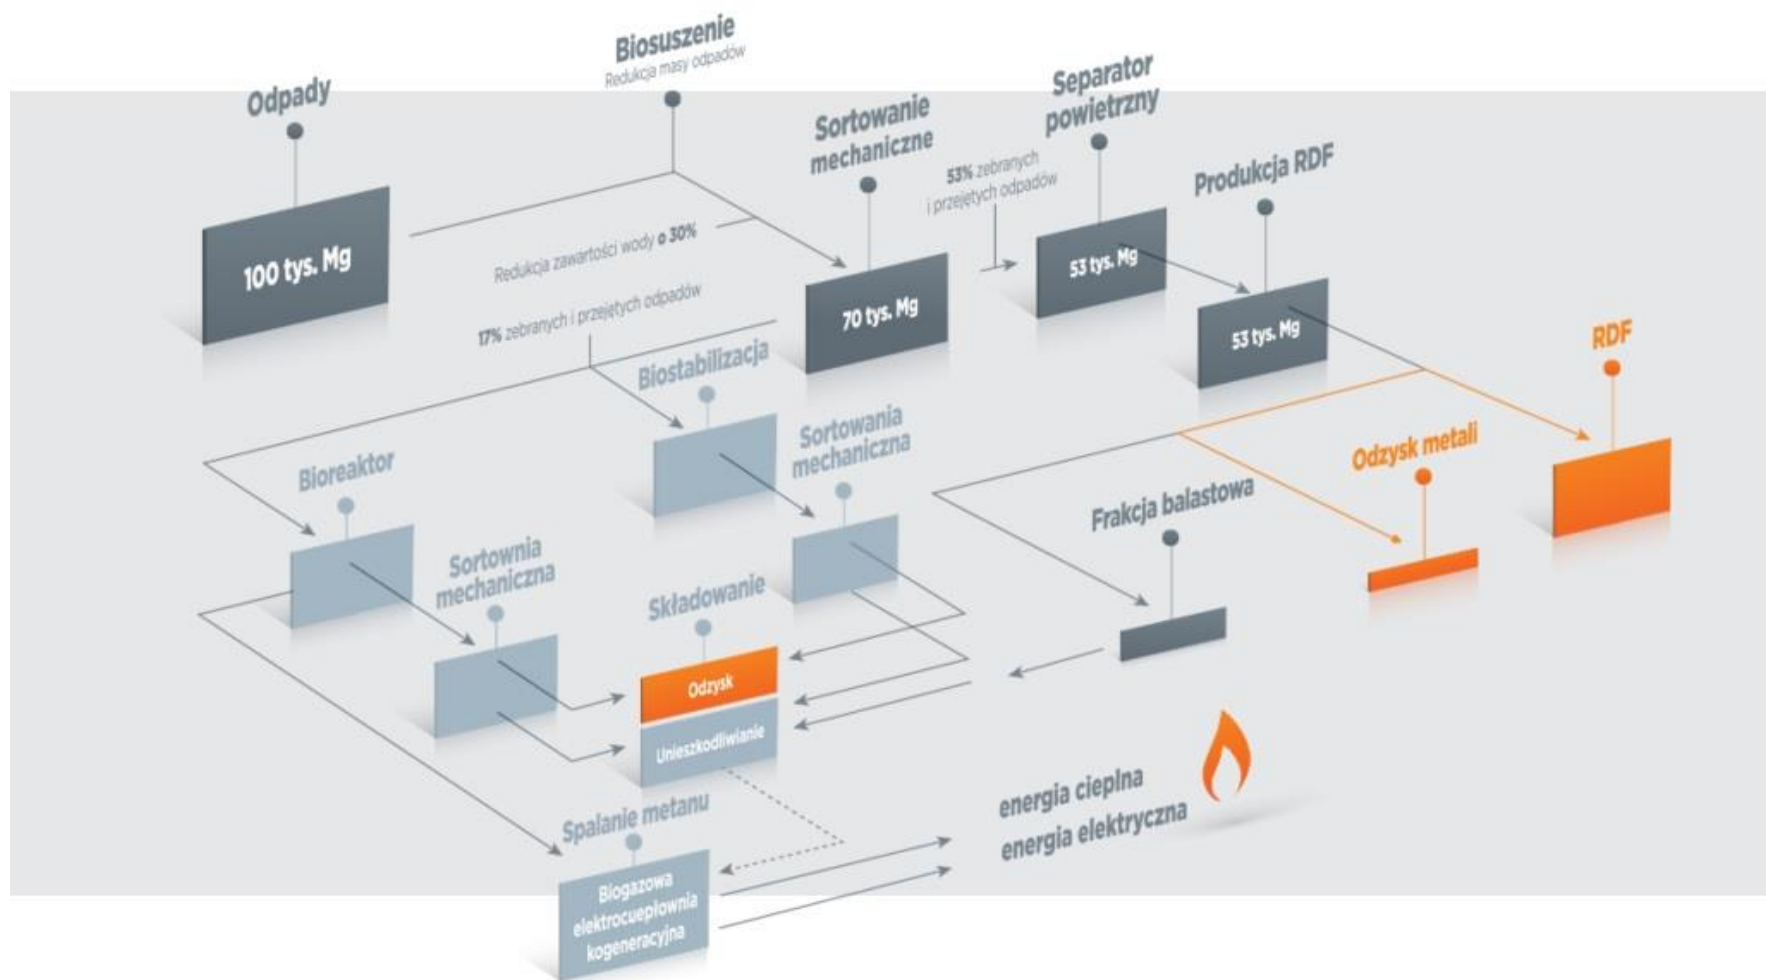 Biosuszenie
Redukcja masy odpadów
Odpady
100 tys. Mg
Sortowanie
mechaniczne
70 tys. Mg
Separator
powietrzny
53% zebranych
i przejętych odpadów
53 tys. Mg
Produkcja RDF
53 tys. Mg
Redukcja zawartości wody o 30%
17% zebranych i przejętych odpadów
RDF
Biostabilizacja
Sortowania
mechaniczna
Odzysk metali
Bioreaktor
Frakcja balastowa
Sortownia
mechaniczna
Składowanie
Odzysk
Unieszkodliwianie
energia cieplna
energia elektryczna
Spalanie metanu
Biogazowa
elektrocuepłownia
kogeneracyjna